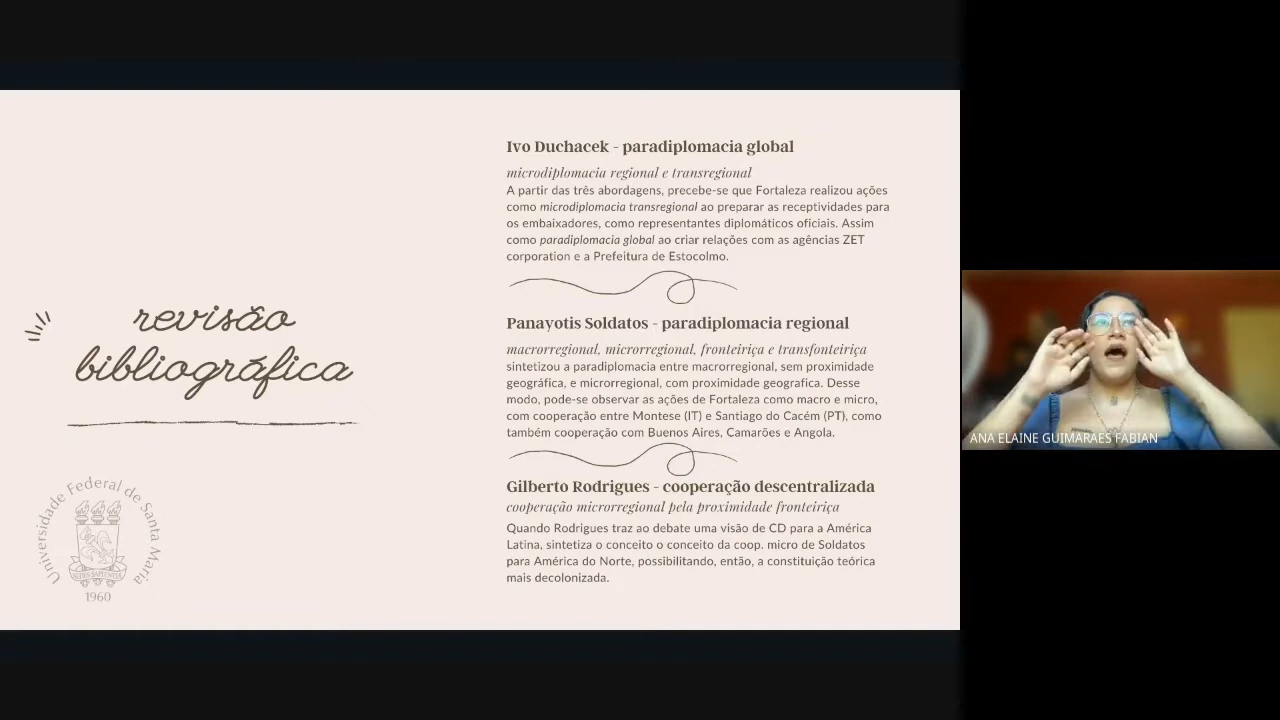 revisão
bibliográfica
Universidade Federal de Santa Maria
SEDES SAPIENTIAE
1960
Ivo Duchacek - paradiplomacia global
microdiplomacia regional e transregional
A partir das três abordagens, precebe-se que Fortaleza realizou ações
como microdiplomacia transregional ao preparar as receptividades para
os embaixadores, como representantes diplomáticos oficiais. Assim
como paradiplomacia global ao criar relações com as agências ZET
corporation e a Prefeitura de Estocolmo.
Panayotis Soldatos - paradiplomacia regional
macrorregional, microrregional, fronteiriça e transfonteiriça
sintetizou a paradiplomacia entre macrorregional, sem proximidade
geográfica, e microrregional, com proximidade geografica. Desse
modo, pode-se observar as ações de Fortaleza como macro e micro,
com cooperação entre Montese (IT) e Santiago do Cacém (PT), como
também cooperação com Buenos Aires, Camarões e Angola.
Gilberto Rodrigues - cooperação descentralizada
cooperação microrregional pela proximidade fronteiriça
Quando Rodrigues traz ao debate uma visão de CD para a América
Latina, sintetiza o conceito o conceito da coop. micro de Soldatos
para América do Norte, possibilitando, então, a constituição teórica
mais decolonizada.
ANA ELAINE GUIMARAES FABIAN